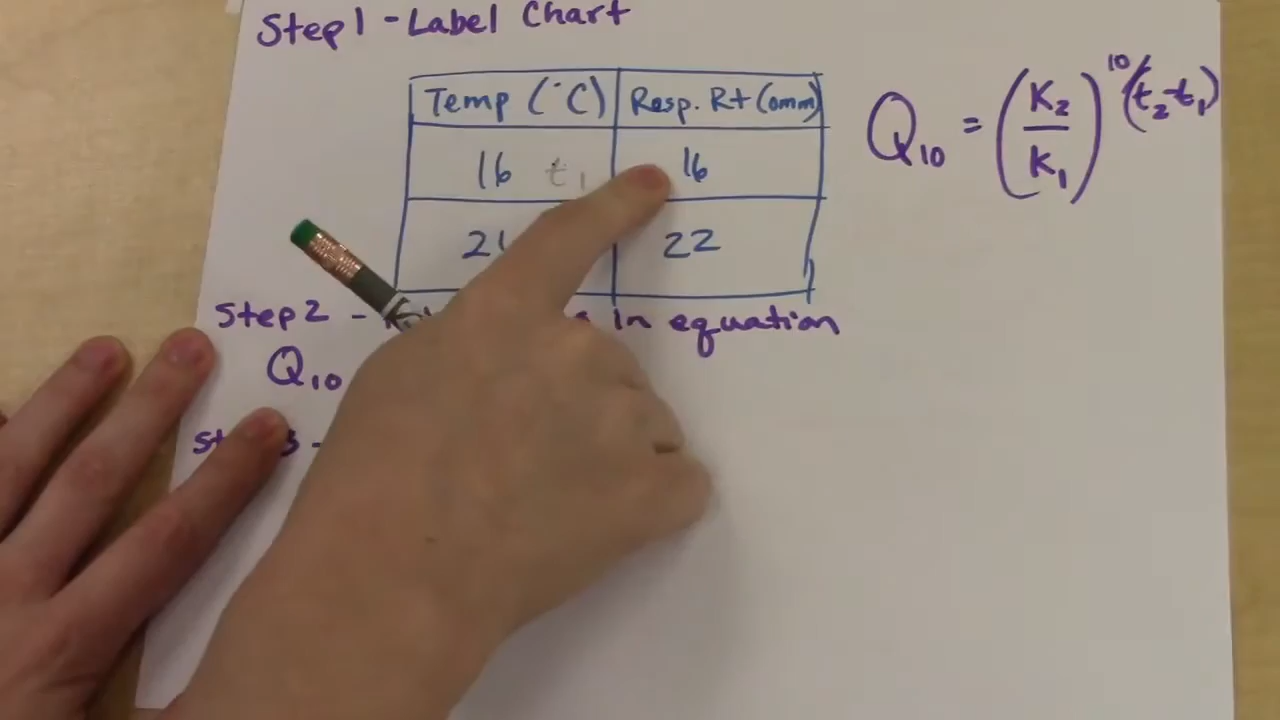 Step 1 - Label Chart
Temp (°C) Resp. Rt (omm)
16 t₁ 16
21 22
Q₁₀ = (K₂/K₁)^10/(t₂-t₁)
Step 2 - in equation
Q₁₀